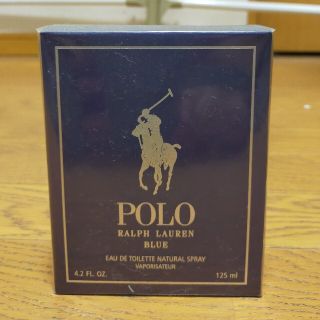 POLO
RALPH LAUREN
BLUE
EAU DE TOILETTE NATURAL SPRAY
VAPORISATEUR
4.2 FL. OZ. 125 ml